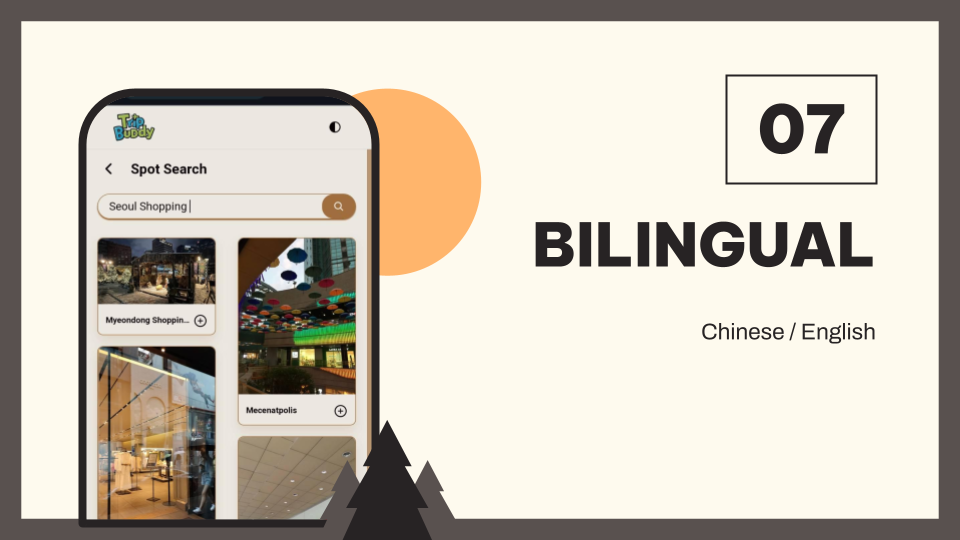 Trip
Buddy
Spot Search
Seoul Shopping
Myeondong Shoppin...
Mecenatpolis
07
BILINGUAL
Chinese / English